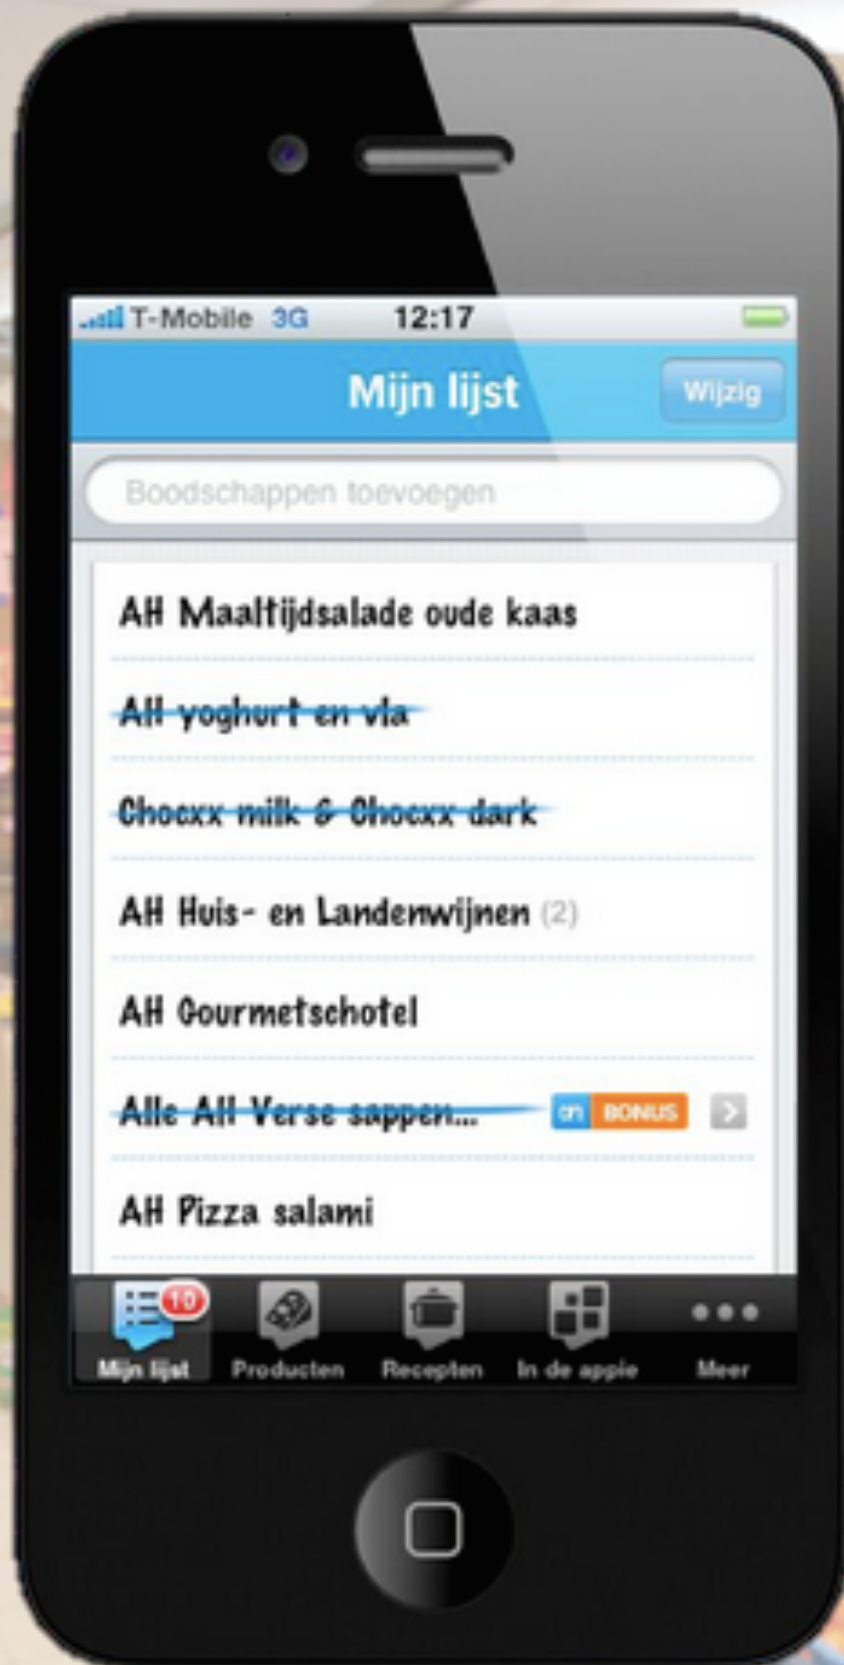 T-Mobile 3G 12:17
Mijn lijst Wijzig
Boodschappen toevoegen
AH Maaltijdsalade oude kaas
AH yoghurt en vla
Chocxx milk & Chocxx dark
AH Huis- en Landenwijnen (2)
AH Gourmetschotel
Alle AH Verse sappen... ah BONUS
AH Pizza salami
10
Mijn lijst Producten Recepten In de appie Meer